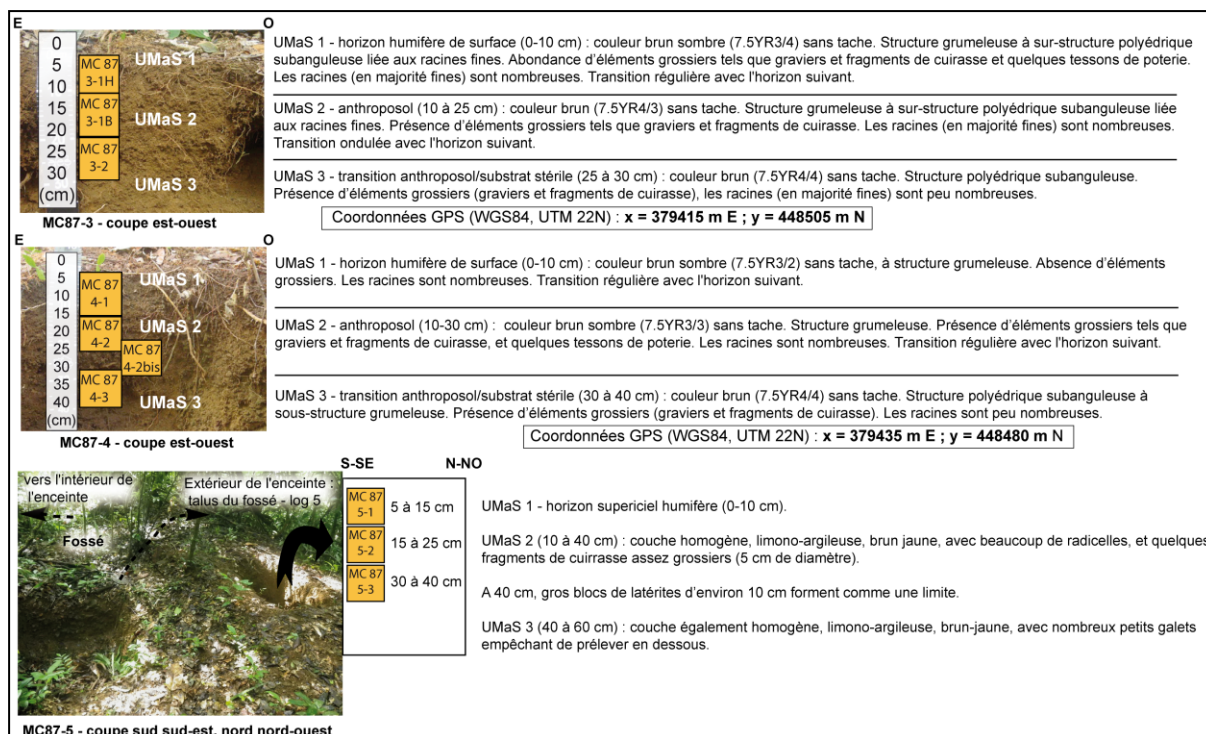 E O
0
5
10
15
20
25
30
(cm)
MC 87
3-1H
MC 87
3-1B
MC 87
3-2
UMaS 1
UMaS 2
UMaS 3
MC87-3 - coupe est-ouest
UMaS 1 - horizon humifère de surface (0-10 cm) : couleur brun sombre (7.5YR3/4) sans tache. Structure grumeleuse à sur-structure polyédrique
subanguleuse liée aux racines fines. Abondance d'éléments grossiers tels que graviers et fragments de cuirasse et quelques tessons de poterie.
Les racines (en majorité fines) sont nombreuses. Transition régulière avec l'horizon suivant.
UMaS 2 - anthroposol (10 à 25 cm) : couleur brun (7.5YR4/3) sans tache. Structure grumeleuse à sur-structure polyédrique subanguleuse liée
aux racines fines. Présence d'éléments grossiers tels que graviers et fragments de cuirasse. Les racines (en majorité fines) sont nombreuses.
Transition ondulée avec l'horizon suivant.
UMaS 3 - transition anthroposol/substrat stérile (25 à 30 cm) : couleur brun (7.5YR4/4) sans tache. Structure polyédrique subanguleuse.
Présence d'éléments grossiers (graviers et fragments de cuirasse), les racines (en majorité fines) sont peu nombreuses.
Coordonnées GPS (WGS84, UTM 22N) : x = 379415 m E ; y = 448505 m N
E O
0
5
10
15
20
25
30
35
40
(cm)
MC 87
4-1
MC 87
4-2
MC 87
4-2bis
MC 87
4-3
UMaS 1
UMaS 2
UMaS 3
MC87-4 - coupe est-ouest
UMaS 1 - horizon humifère de surface (0-10 cm) : couleur brun sombre (7.5YR3/2) sans tache, à structure grumeleuse. Absence d'éléments
grossiers. Les racines sont nombreuses. Transition régulière avec l'horizon suivant.
UMaS 2 - anthroposol (10-30 cm) : couleur brun sombre (7.5YR3/3) sans tache. Structure grumeleuse. Présence d'éléments grossiers tels que
graviers et fragments de cuirasse, et quelques tessons de poterie. Les racines sont nombreuses. Transition régulière avec l'horizon suivant.
UMaS 3 - transition anthroposol/substrat stérile (30 à 40 cm) : couleur brun (7.5YR4/4) sans tache. Structure polyédrique subanguleuse à
sous-structure grumeleuse. Présence d'éléments grossiers (graviers et fragments de cuirasse). Les racines sont peu nombreuses.
Coordonnées GPS (WGS84, UTM 22N) : x = 379435 m E ; y = 448480 m N
vers l'intérieur de
l'enceinte
Extérieur de l'enceinte :
talus du fossé - log 5
Fossé
MC87-5 - coupe sud sud-est, nord nord-ouest
S-SE N-NO
MC 87
5-1
5 à 15 cm
MC 87
5-2
15 à 25 cm
MC 87
5-3
30 à 40 cm
UMaS 1 - horizon supericiel humifère (0-10 cm).
UMaS 2 (10 à 40 cm) : couche homogène, limono-argileuse, brun jaune, avec beaucoup de radicelles, et quelques
fragments de cuirrasse assez grossiers (5 cm de diamètre).
A 40 cm, gros blocs de latérites d'environ 10 cm forment comme une limite.
UMaS 3 (40 à 60 cm) : couche également homogène, limono-argileuse, brun-jaune, avec nombreux petits galets
empêchant de prélever en dessous.